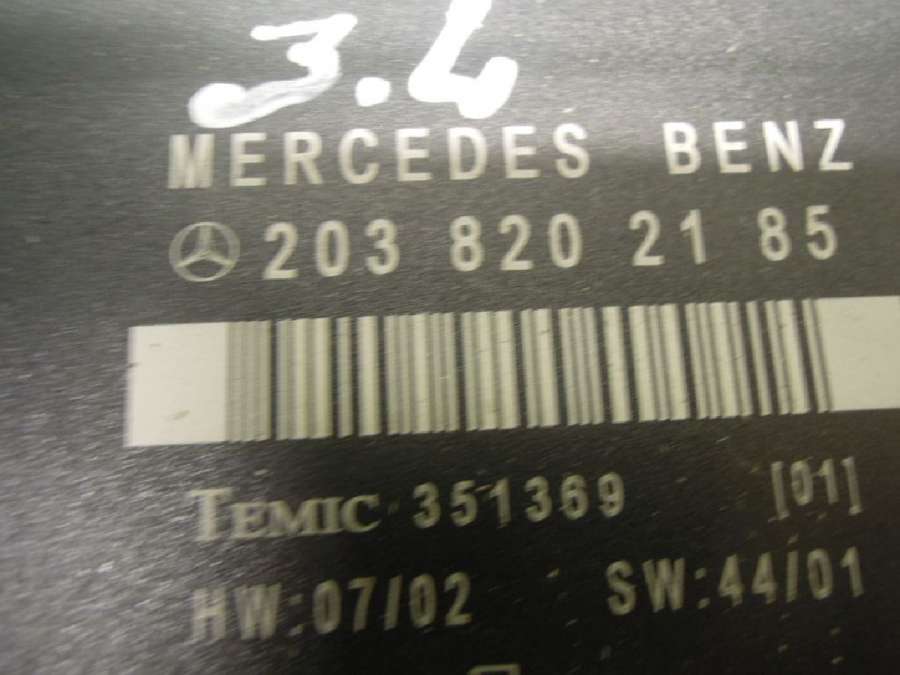 3.4
MERCEDES BENZ
203 820 21 85
TEMIC 351369 [01]
HW:07/02 SW:44/01